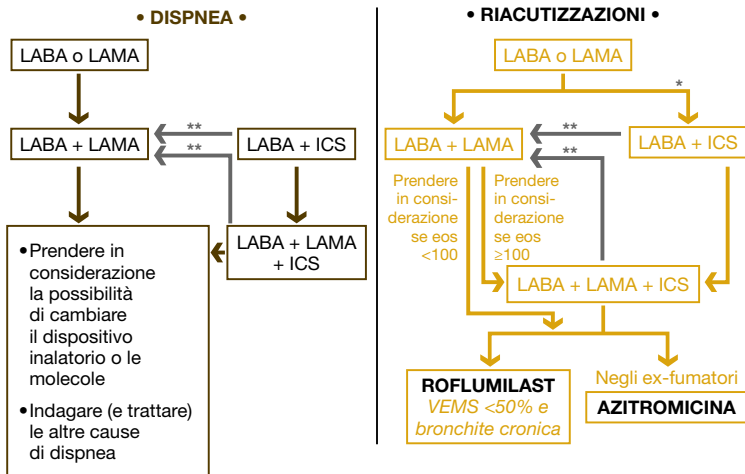 • DISPNEA •
LABA o LAMA
LABA + LAMA
**
**
LABA + ICS
LABA + LAMA
+ ICS
• Prendere in
considerazione
la possibilità
di cambiare
il dispositivo
inalatorio o le
molecole
• Indagare (e trattare)
le altre cause
di dispnea
• RIACUTIZZAZIONI •
LABA o LAMA
*
LABA + LAMA
**
**
LABA + ICS
Prendere
in consi-
derazione
se eos
<100
Prendere
in consi-
derazione
se eos
≥100
LABA + LAMA + ICS
ROFLUMILAST
VEMS <50% e
bronchite cronica
Negli ex-fumatori
AZITROMICINA